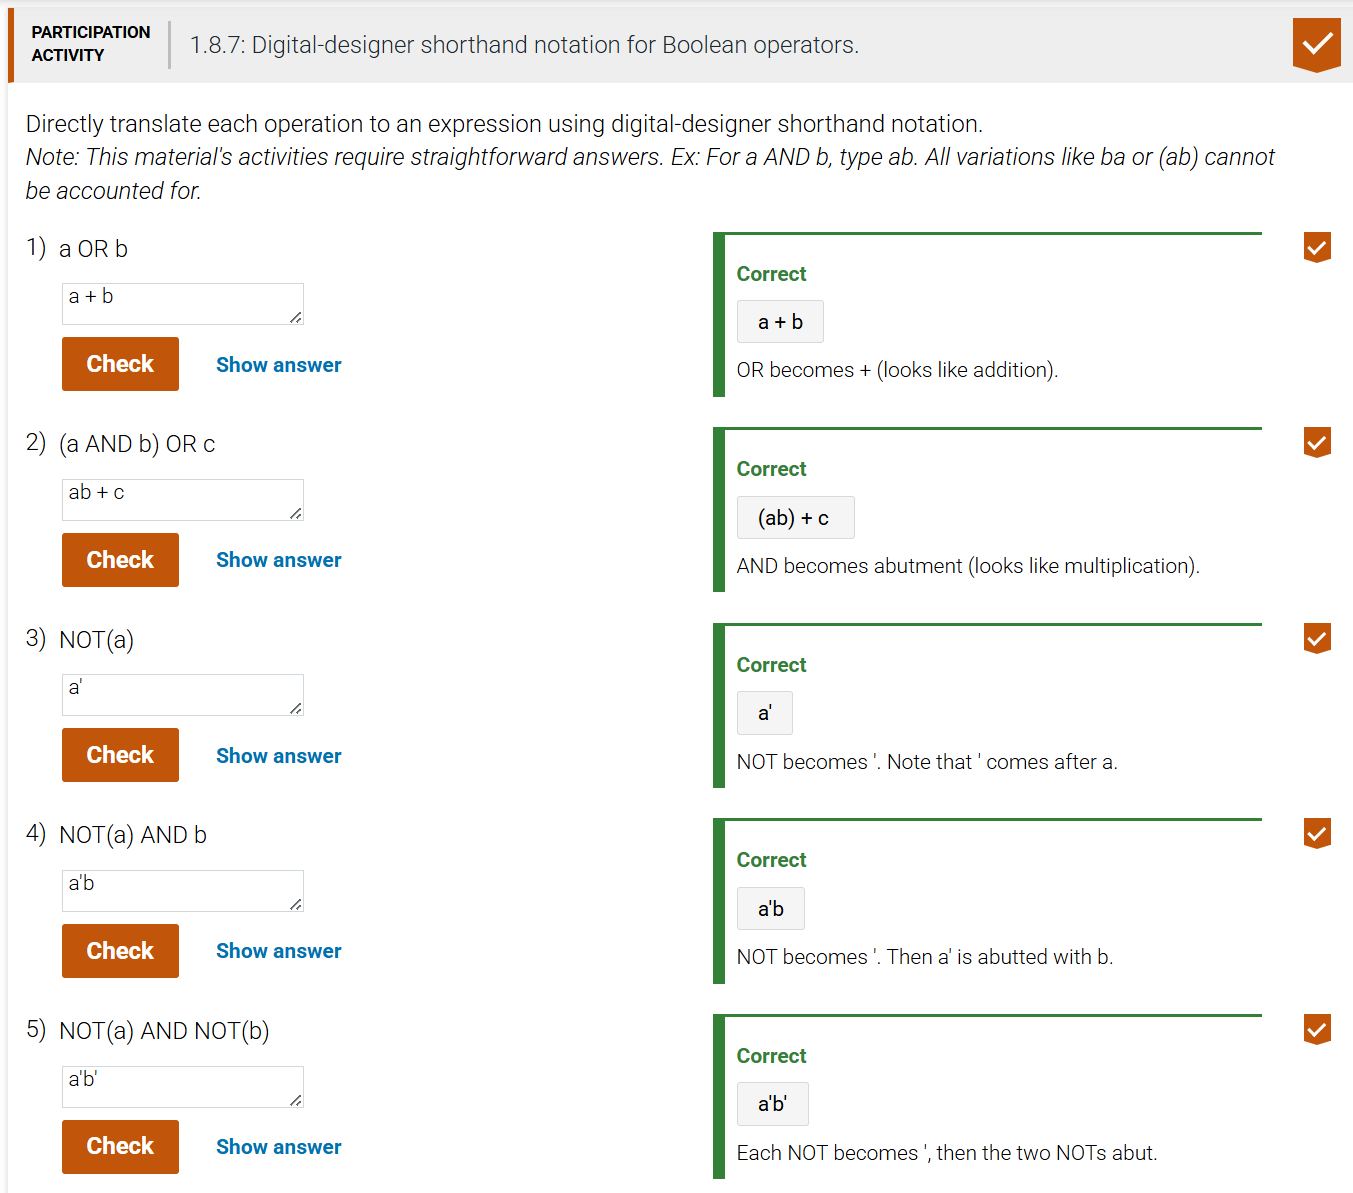 PARTICIPATION
ACTIVITY
1.8.7: Digital-designer shorthand notation for Boolean operators.
Directly translate each operation to an expression using digital-designer shorthand notation.
Note: This material's activities require straightforward answers. Ex: For a AND b, type ab. All variations like ba or (ab) cannot
be accounted for.
1) a OR b
a + b
Check Show answer
Correct
a + b
OR becomes + (looks like addition).
2) (a AND b) OR c
ab + c
Check Show answer
Correct
(ab) + c
AND becomes abutment (looks like multiplication).
3) NOT(a)
a'
Check Show answer
Correct
a'
NOT becomes '. Note that ' comes after a.
4) NOT(a) AND b
a'b
Check Show answer
Correct
a'b
NOT becomes '. Then a' is abutted with b.
5) NOT(a) AND NOT(b)
a'b'
Check Show answer
Correct
a'b'
Each NOT becomes ', then the two NOTs abut.